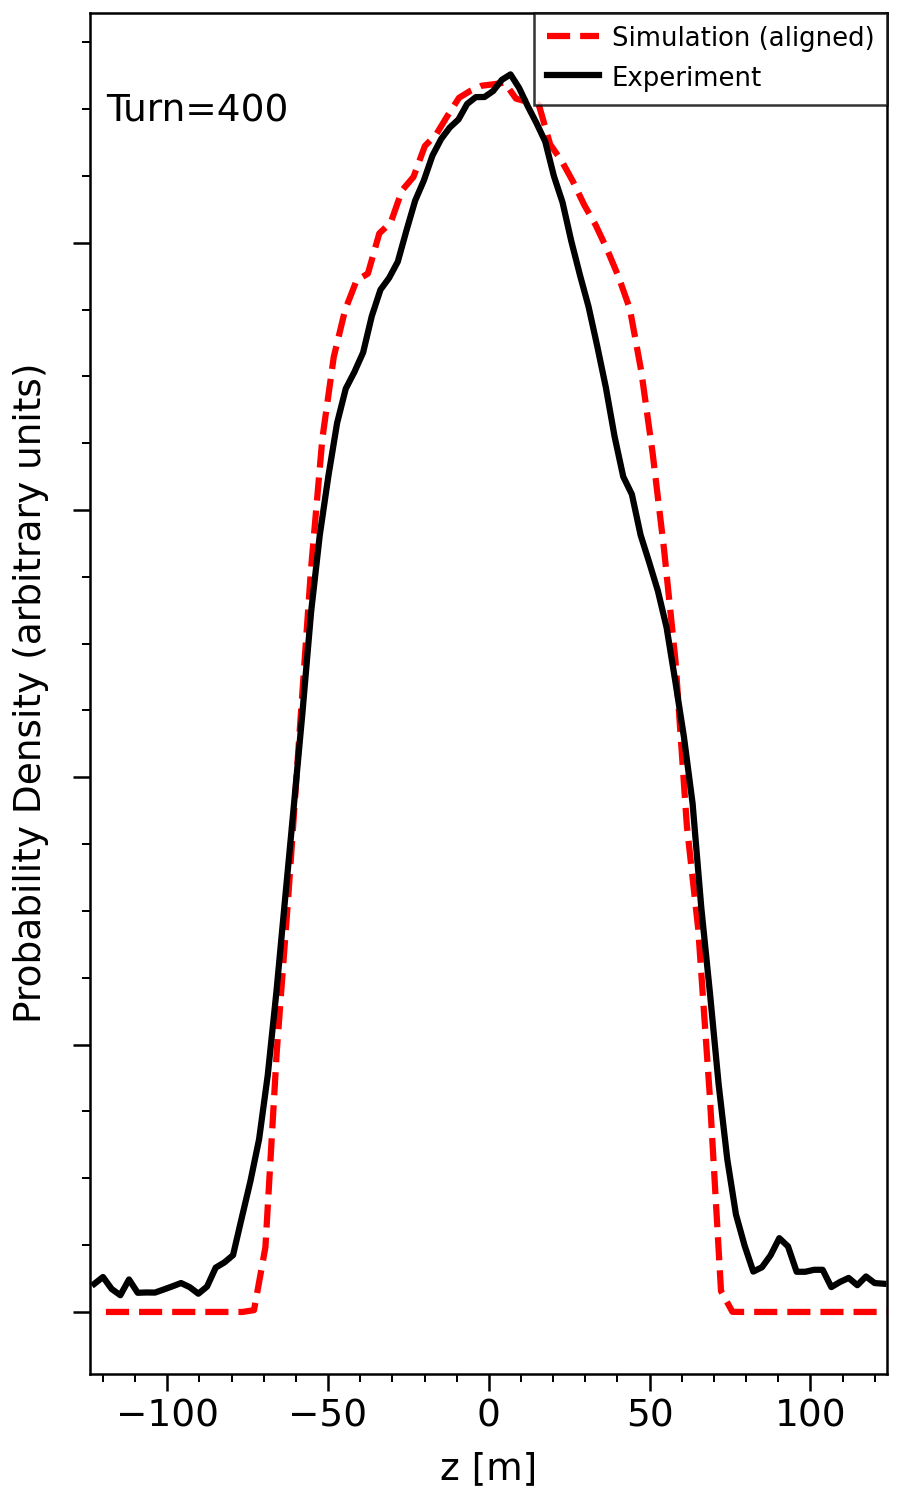 Simulation (aligned)
Experiment
Turn=400
Probability Density (arbitrary units)
−100 −50 0 50 100
z [m]